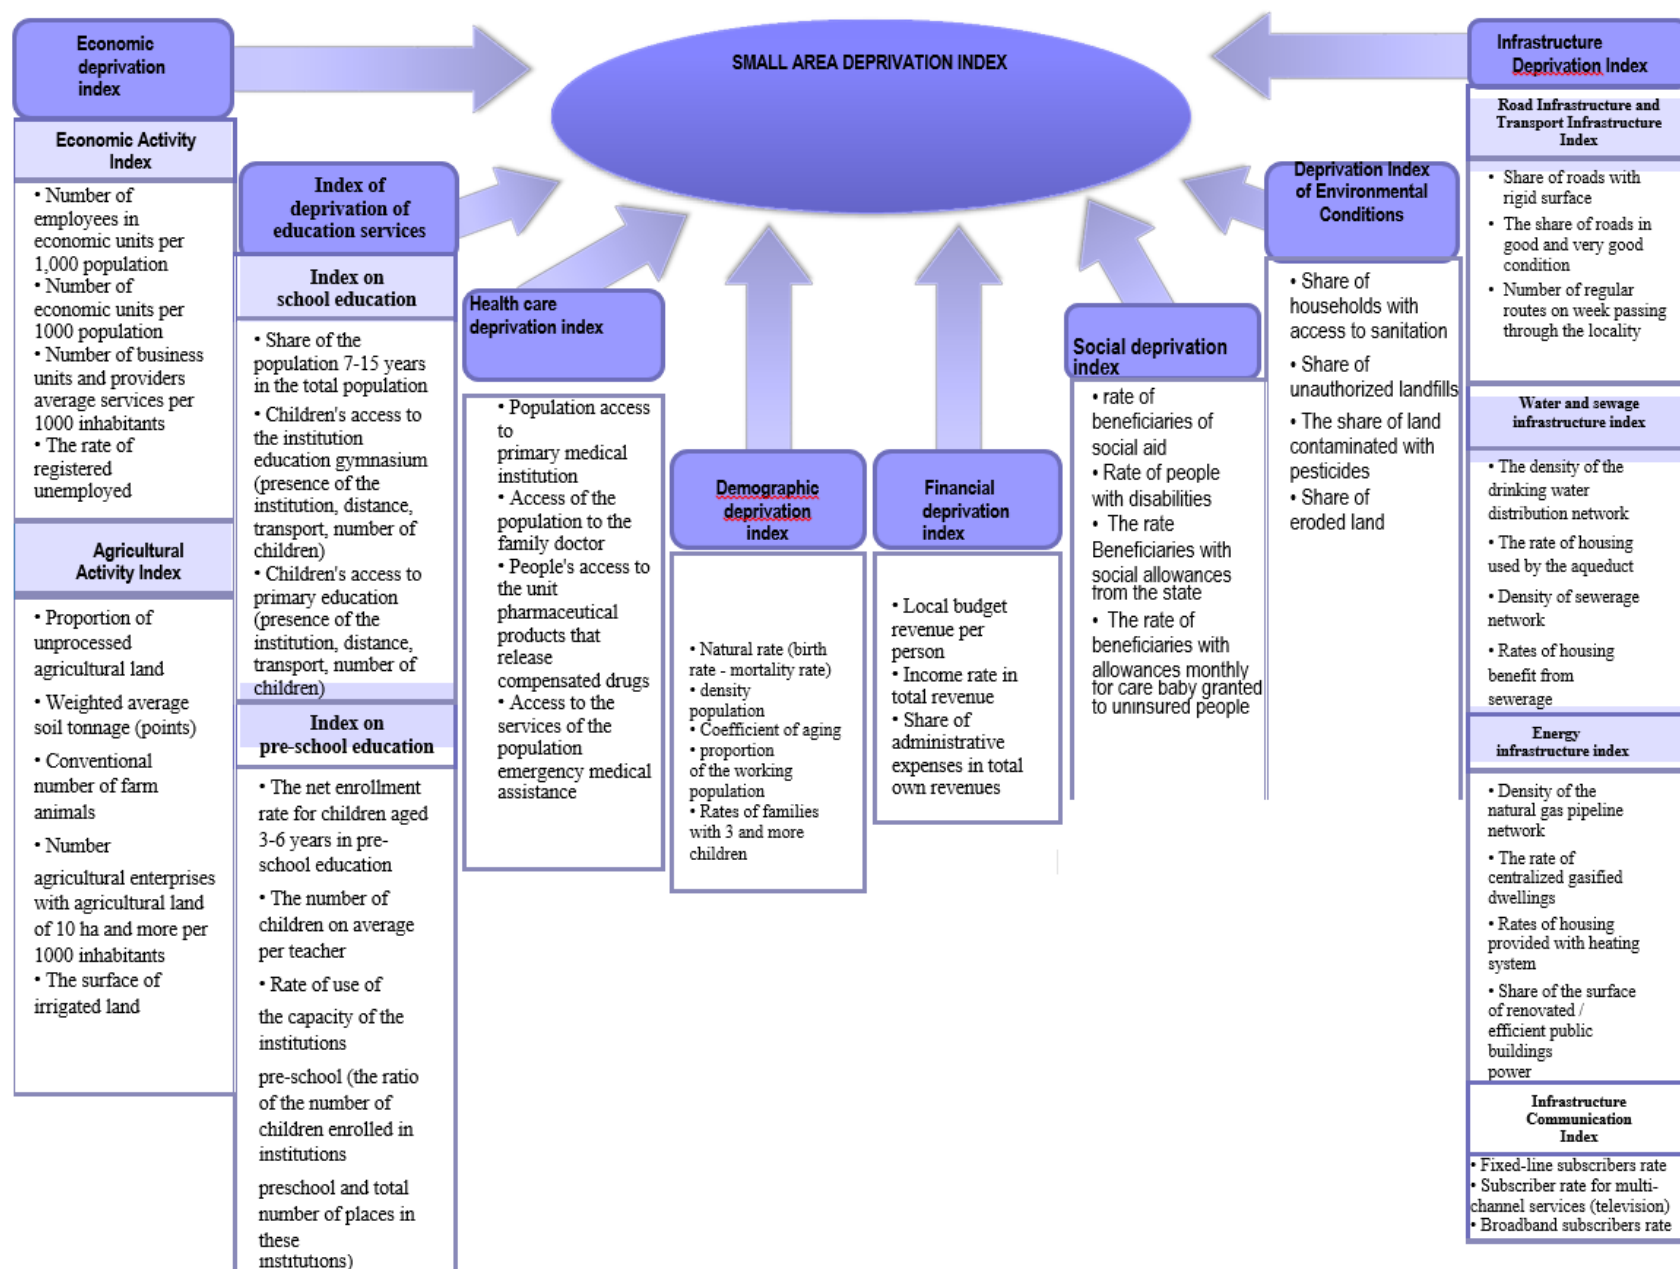 SMALL AREA DEPRIVATION INDEX
Economic
deprivation
index
Economic Activity
Index
• Number of
employees in
economic units per
1,000 population
• Number of
economic units per
1000 population
• Number of business
units and providers
average services per
1000 inhabitants
• The rate of
registered
unemployed
Agricultural
Activity Index
• Proportion of
unprocessed
agricultural land
• Weighted average
soil tonnage (points)
• Conventional
number of farm
animals
• Number
agricultural enterprises
with agricultural land
of 10 ha and more per
1000 inhabitants
• The surface of
irrigated land
Index of
deprivation of
education services
Index on
school education
• Share of the
population 7-15 years
in the total population
• Children's access to
the institution
education gymnasium
(presence of the
institution, distance,
transport, number of
children)
• Children's access to
primary education
(presence of the
institution, distance,
transport, number of
children)
Index on
pre-school education
• The net enrollment
rate for children aged
3-6 years in pre-
school education
• The number of
children on average
per teacher
• Rate of use of
the capacity of the
institutions
pre-school (the ratio
of the number of
children enrolled in
institutions
preschool and total
number of places in
these
institutions)
Health care
deprivation index
• Population access
to
primary medical
institution
• Access of the
population to the
family doctor
• People's access to
the unit
pharmaceutical
products that
release
compensated drugs
• Access to the
services of the
population
emergency medical
assistance
Demographic
deprivation
index
• Natural rate (birth
rate - mortality rate)
• density
population
• Coefficient of aging
• proportion
of the working
population
• Rates of families
with 3 and more
children
Financial
deprivation
index
• Local budget
revenue per
person
• Income rate in
total revenue
• Share of
administrative
expenses in total
own revenues
Social deprivation
index
• rate of
beneficiaries of
social aid
• Rate of people
with disabilities
• The rate
Beneficiaries with
social allowances
from the state
• The rate of
beneficiaries with
allowances monthly
for care baby granted
to uninsured people
Deprivation Index
of Environmental
Conditions
• Share of
households with
access to sanitation
• Share of
unauthorized landfills
• The share of land
contaminated with
pesticides
• Share of
eroded land
Infrastructure
Deprivation Index
Road Infrastructure and
Transport Infrastructure
Index
• Share of roads with
rigid surface
• The share of roads in
good and very good
condition
• Number of regular
routes on week passing
through the locality
Water and sewage
infrastructure index
• The density of the
drinking water
distribution network
• The rate of housing
used by the aqueduct
• Density of sewerage
network
• Rates of housing
benefit from
sewerage
Energy
infrastructure index
• Density of the
natural gas pipeline
network
• The rate of
centralized gasified
dwellings
• Rates of housing
provided with heating
system
• Share of the surface
of renovated /
efficient public
buildings
power
Infrastructure
Communication
Index
• Fixed-line subscribers rate
• Subscriber rate for multi-
channel services (television)
• Broadband subscribers rate